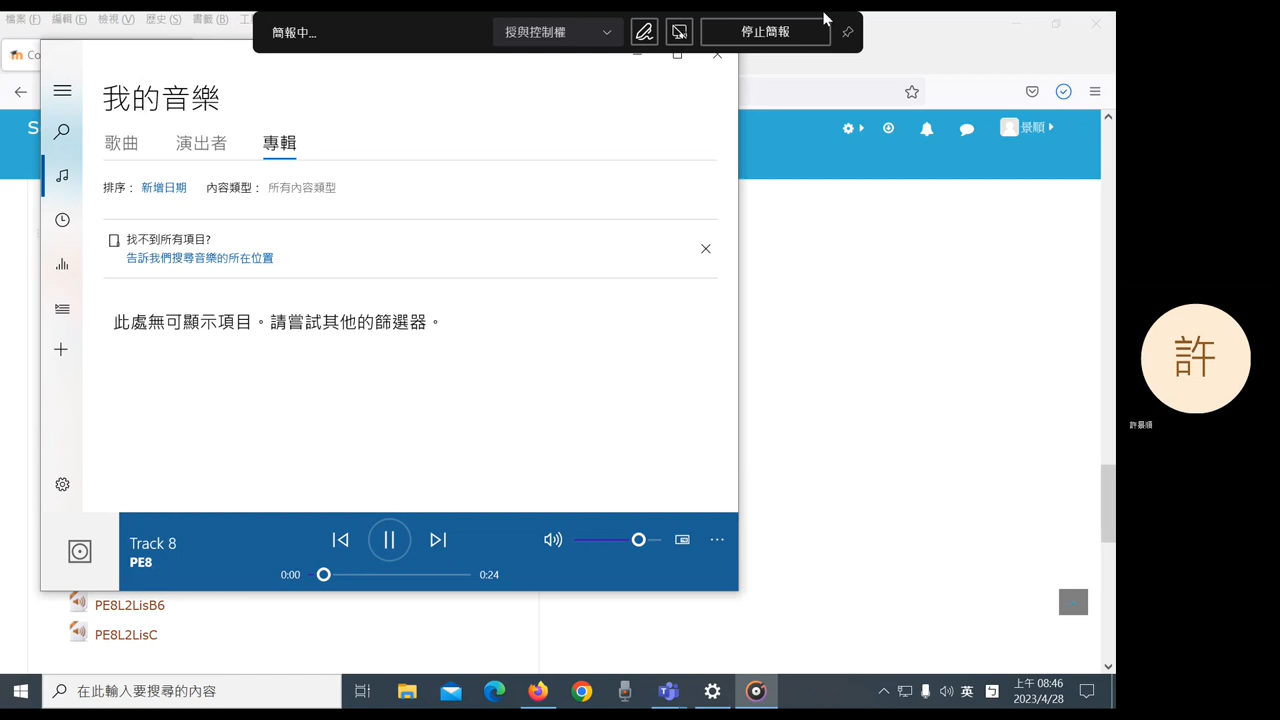 檔案(F) 編輯(E) 檢視(V) 歷史(S) 書籤(B) 工
簡報中...
授與控制權
停止簡報
Co
我的音樂
歌曲 演出者 專輯
景順
排序： 新增日期 內容類型： 所有內容類型
找不到所有項目?
告訴我們搜尋音樂的所在位置
此處無可顯示項目。請嘗試其他的篩選器。
許
許景順
Track 8
PE8
0:00 0:24
PE8L2LisB6
PE8L2LisC
在此輸入要搜尋的內容
英
上午 08:46
2023/4/28